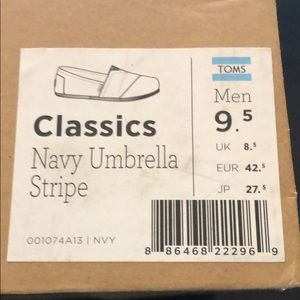 TOMS
Men
9.5
UK 8.5
EUR 42.5
JP 27.5
Classics
Navy Umbrella
Stripe
001074A13 | NVY
8 86468 22296 9